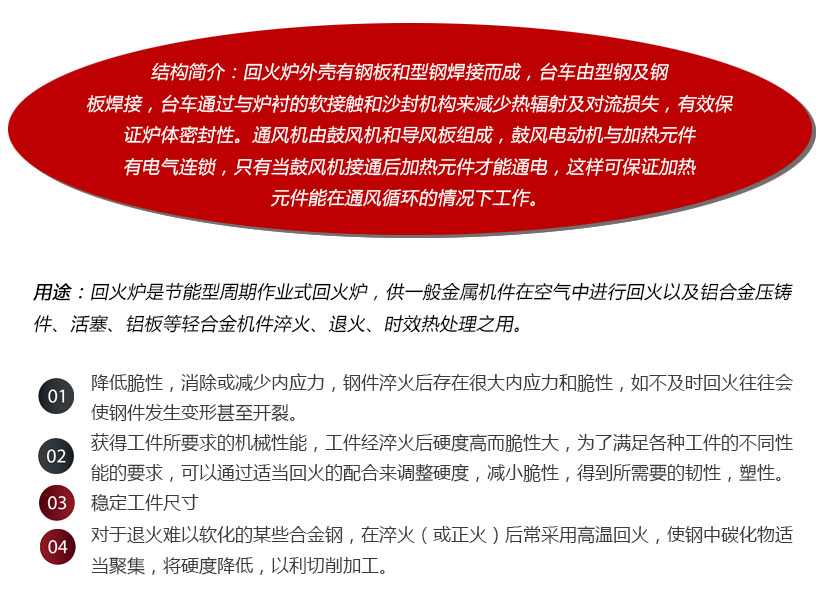 结构简介：回火炉外壳有钢板和型钢焊接而成，台车由型钢及钢
板焊接，台车通过与炉衬的软接触和沙封机构来减少热辐射及对流损失，有效保
证炉体密封性。通风机由鼓风机和导风板组成，鼓风电动机与加热元件
有电气连锁，只有当鼓风机接通后加热元件才能通电，这样可保证加热
元件能在通风循环的情况下工作。
用途：回火炉是节能型周期作业式回火炉，供一般金属机件在空气中进行回火以及铝合金压铸
件、活塞、铝板等轻合金机件淬火、退火、时效热处理之用。
01 降低脆性，消除或减少内应力，钢件淬火后存在很大内应力和脆性，如不及时回火往往会
使钢件发生变形甚至开裂。
02 获得工件所要求的机械性能，工件经淬火后硬度高而脆性大，为了满足各种工件的不同性
能的要求，可以通过适当回火的配合来调整硬度，减小脆性，得到所需要的韧性，塑性。
03 稳定工件尺寸
04 对于退火难以软化的某些合金钢，在淬火（或正火）后常采用高温回火，使钢中碳化物适
当聚集，将硬度降低，以利切削加工。